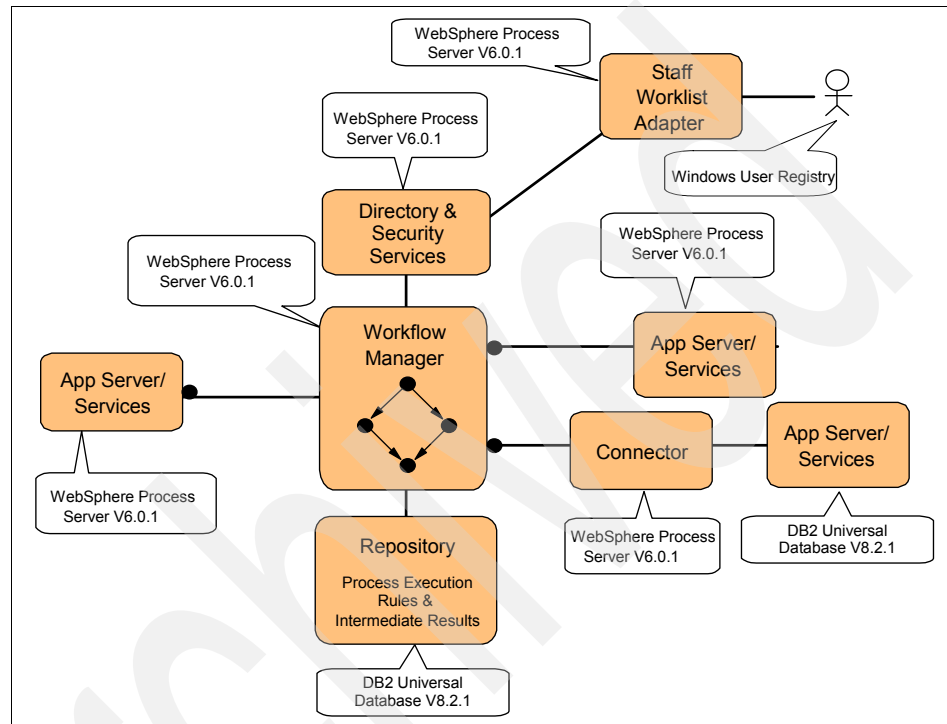 WebSphere Process
Server V6.0.1
Staff
Worklist
Adapter
WebSphere Process
Server V6.0.1
Windows User Registry
Directory &
Security
Services
WebSphere Process
Server V6.0.1
WebSphere Process
Server V6.0.1
Workflow
Manager
App Server/
Services
App Server/
Services
Connector
App Server/
Services
WebSphere Process
Server V6.0.1
WebSphere Process
Server V6.0.1
DB2 Universal
Database V8.2.1
Repository
Process Execution
Rules &
Intermediate Results
DB2 Universal
Database V8.2.1